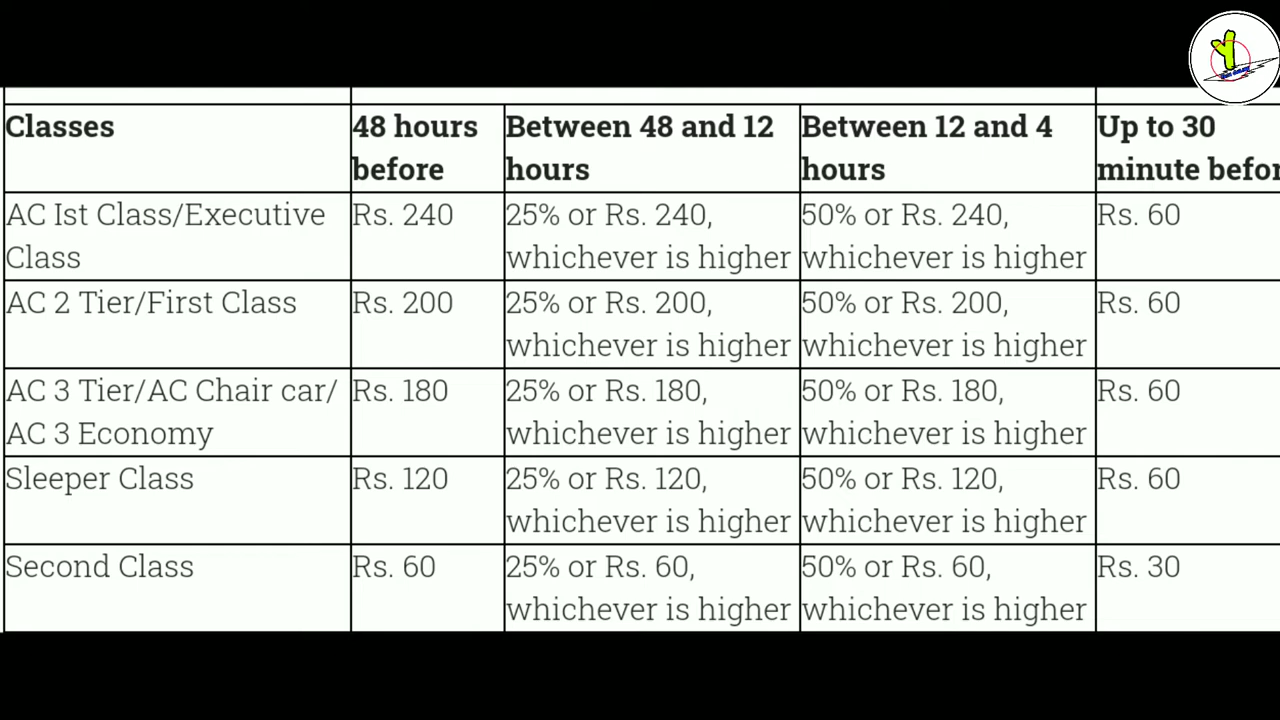 Classes | 48 hours before | Between 48 and 12 hours | Between 12 and 4 hours | Up to 30 minute befor
AC Ist Class/Executive Class | Rs. 240 | 25% or Rs. 240, whichever is higher | 50% or Rs. 240, whichever is higher | Rs. 60
AC 2 Tier/First Class | Rs. 200 | 25% or Rs. 200, whichever is higher | 50% or Rs. 200, whichever is higher | Rs. 60
AC 3 Tier/AC Chair car/ AC 3 Economy | Rs. 180 | 25% or Rs. 180, whichever is higher | 50% or Rs. 180, whichever is higher | Rs. 60
Sleeper Class | Rs. 120 | 25% or Rs. 120, whichever is higher | 50% or Rs. 120, whichever is higher | Rs. 60
Second Class | Rs. 60 | 25% or Rs. 60, whichever is higher | 50% or Rs. 60, whichever is higher | Rs. 30